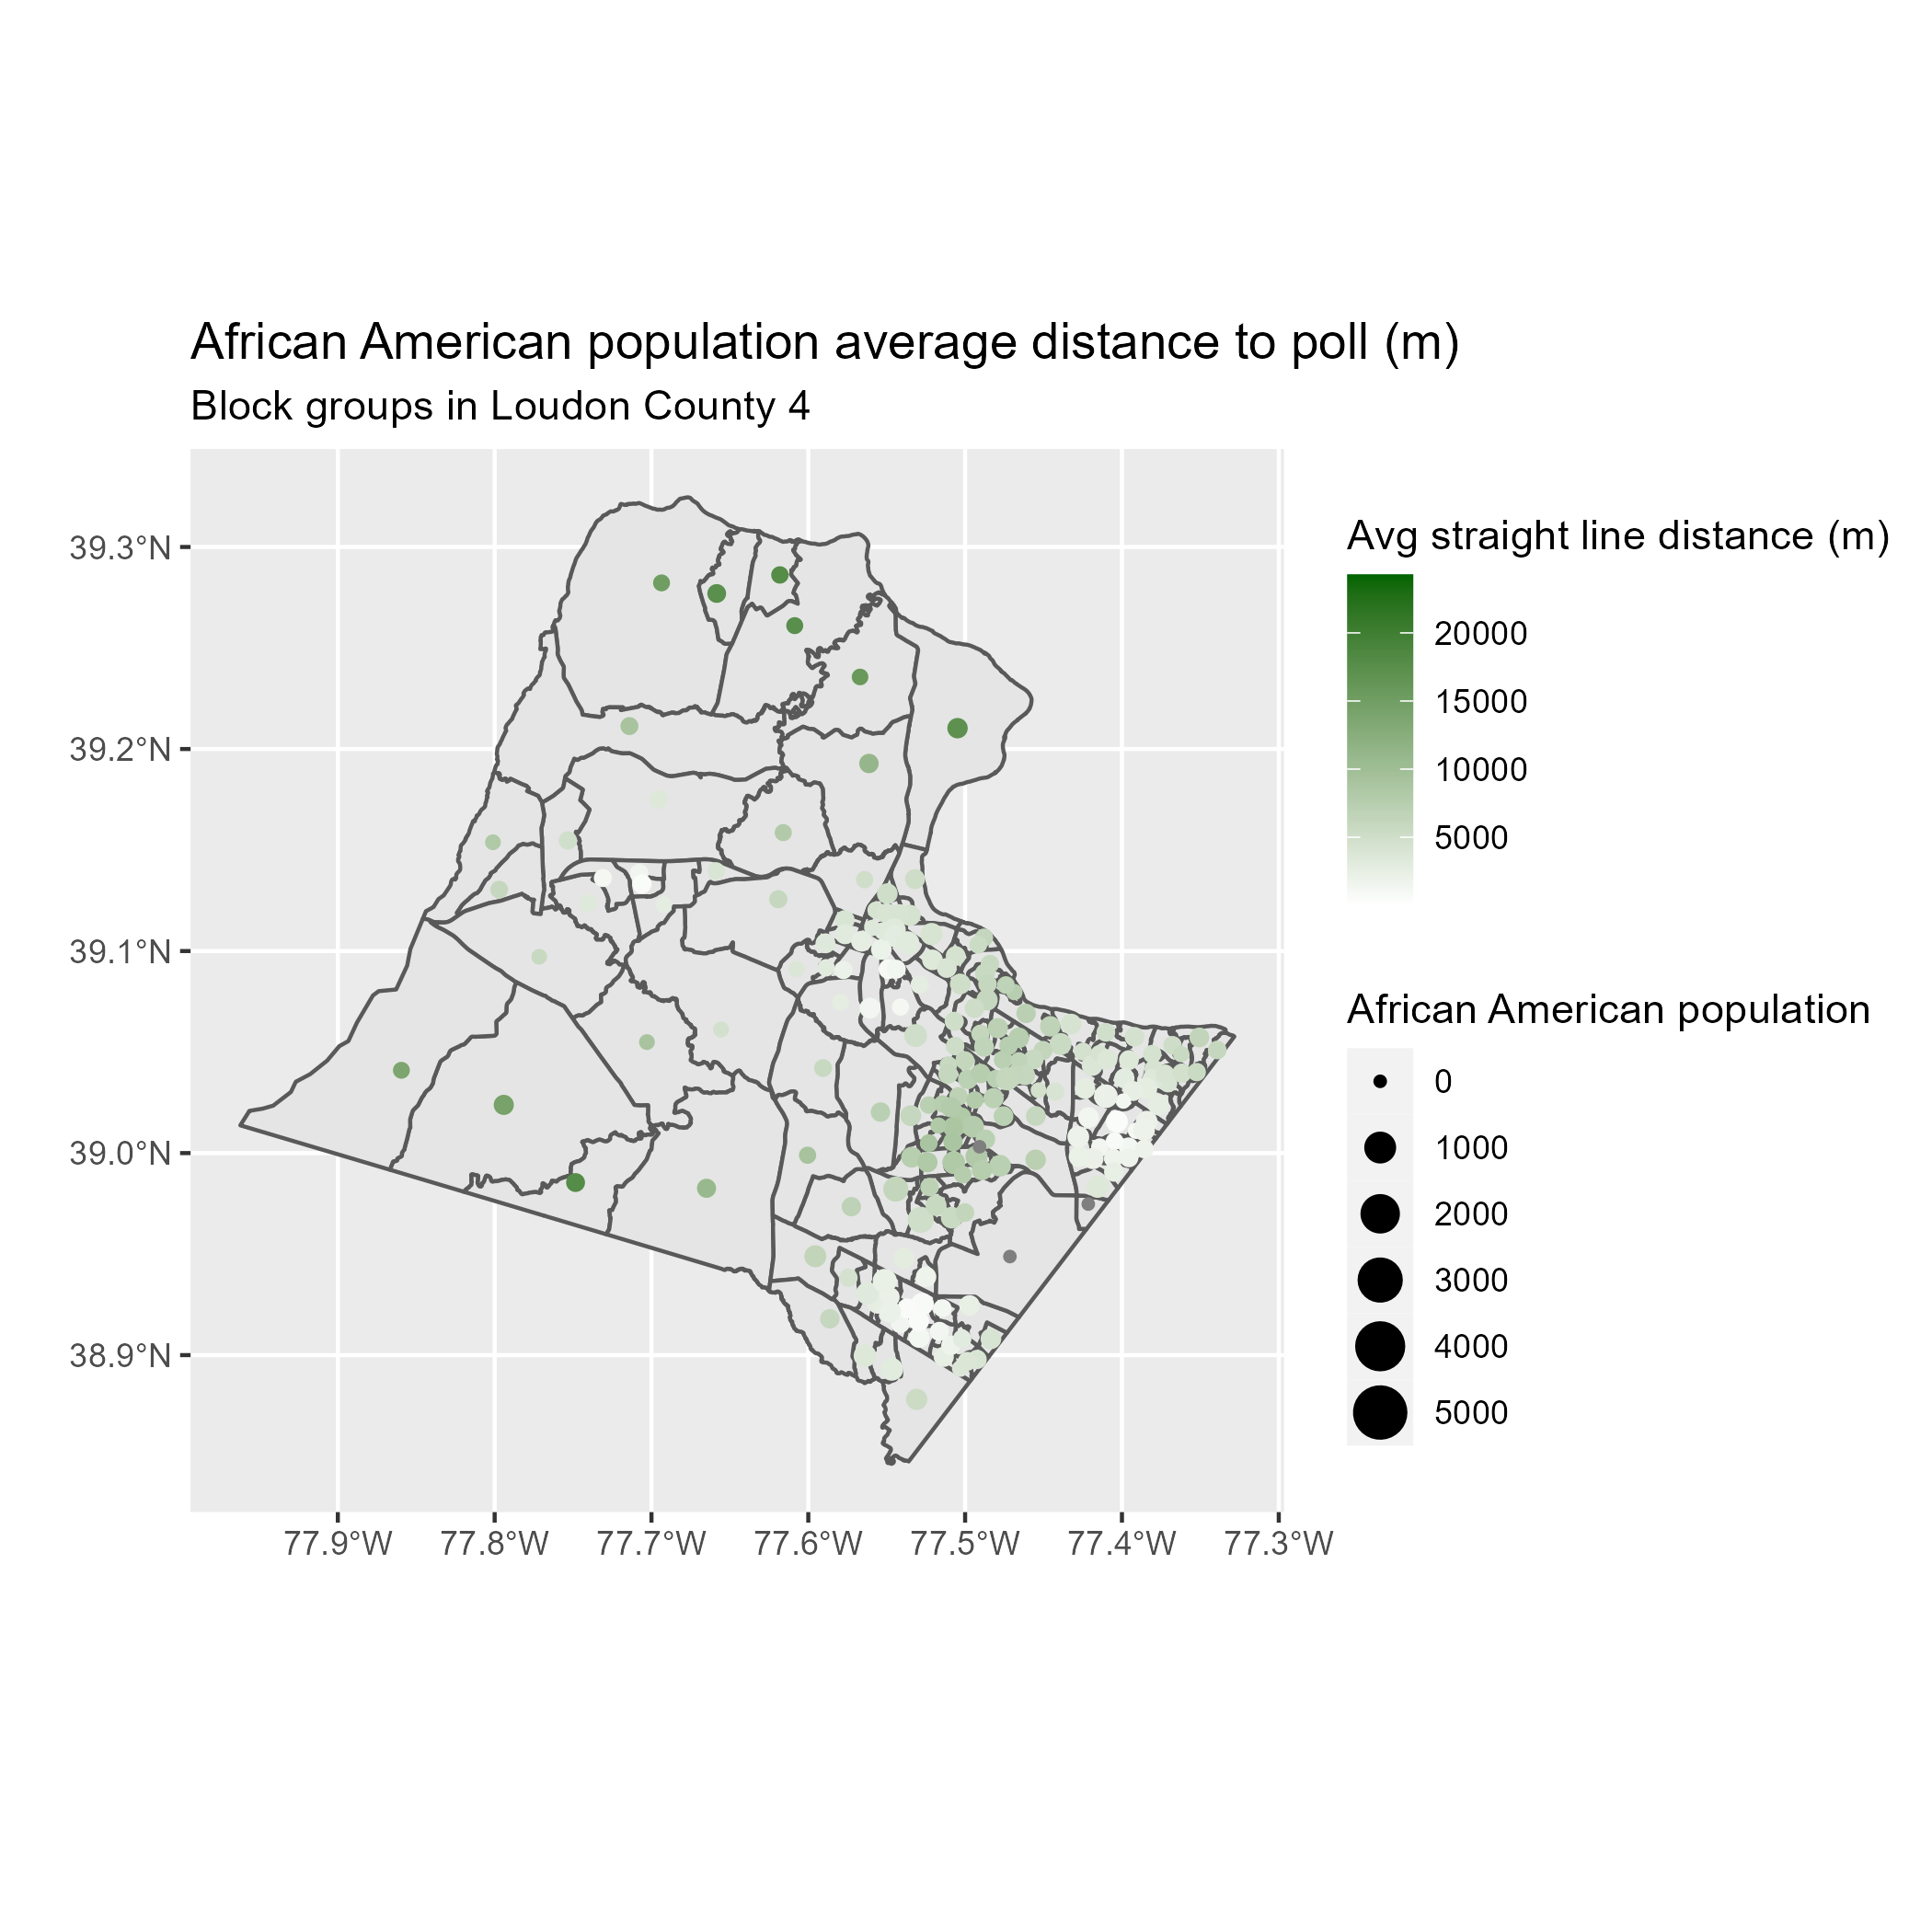 African American population average distance to poll (m)
Block groups in Loudon County 4
39.3°N
39.2°N
39.1°N
39.0°N
38.9°N
77.9°W
77.8°W
77.7°W
77.6°W
77.5°W
77.4°W
77.3°W
Avg straight line distance (m)
20000
15000
10000
5000
African American population
0
1000
2000
3000
4000
5000